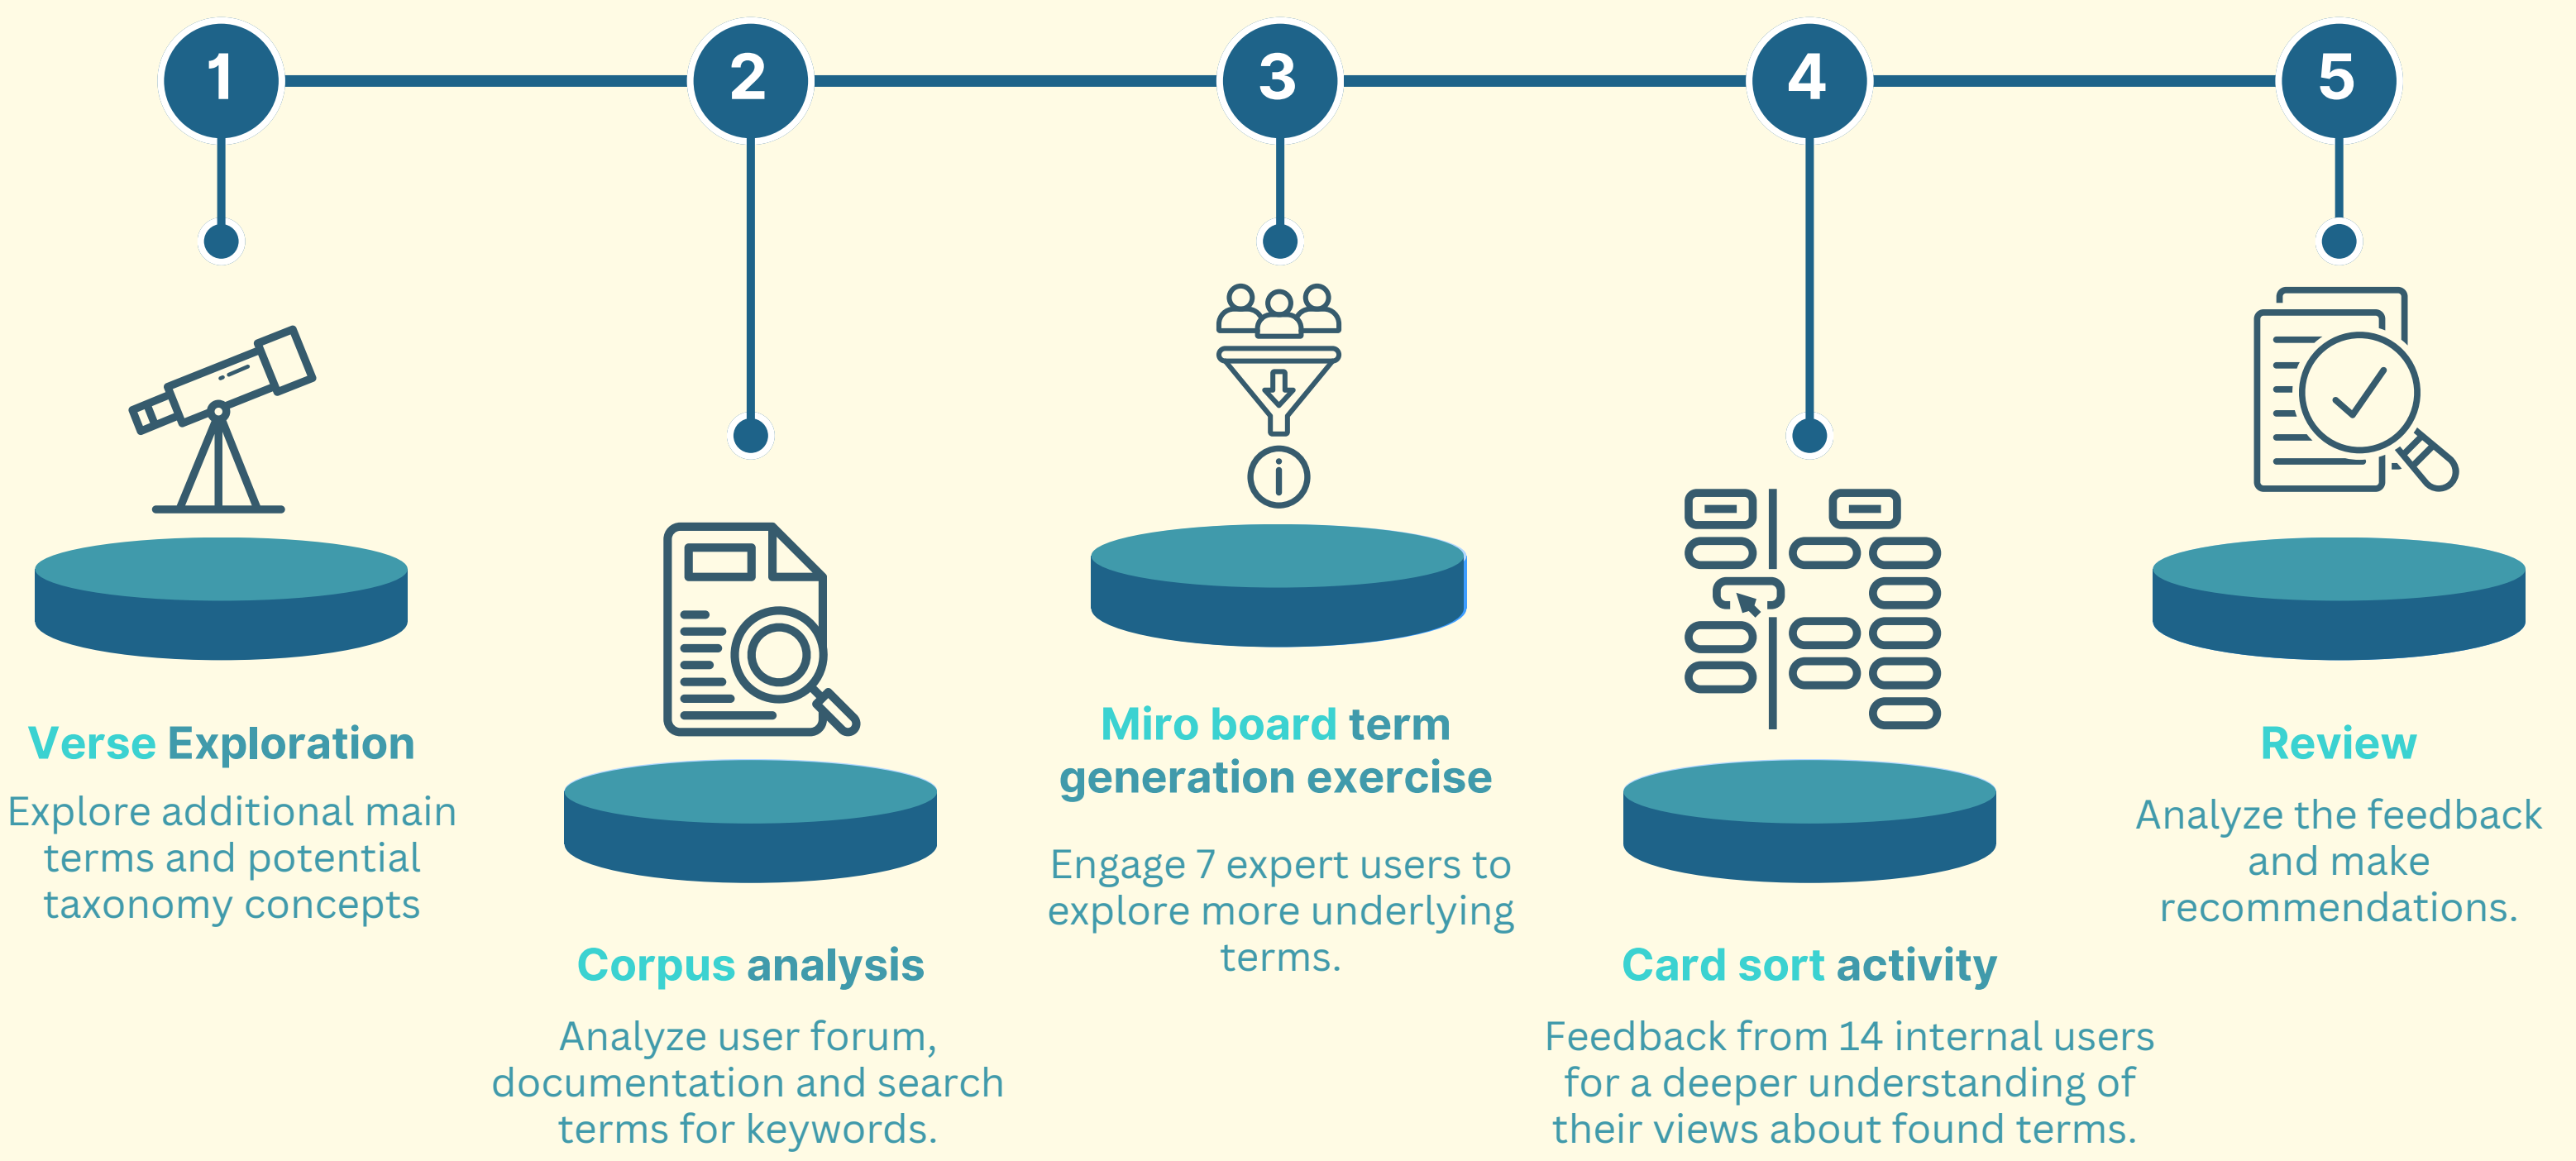 1
2
3
4
5
Verse Exploration
Explore additional main
terms and potential
taxonomy concepts
Corpus analysis
Analyze user forum,
documentation and search
terms for keywords.
Miro board term
generation exercise
Engage 7 expert users to
explore more underlying
terms.
Card sort activity
Feedback from 14 internal users
for a deeper understanding of
their views about found terms.
Review
Analyze the feedback
and make
recommendations.